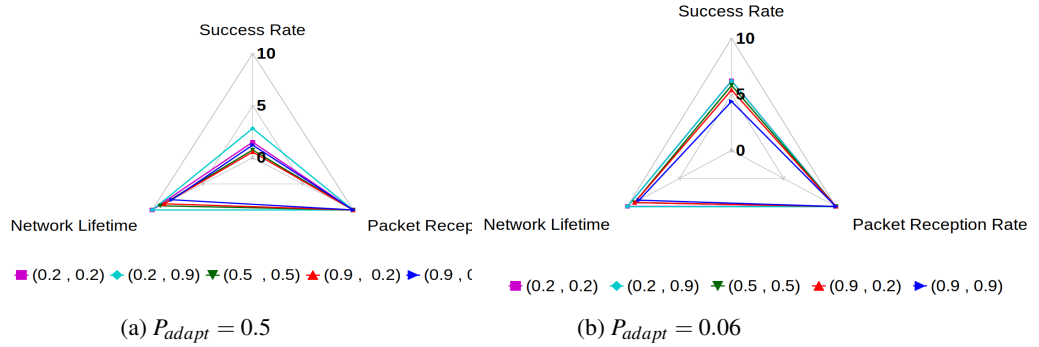 Success Rate
10
5
0
Network Lifetime
Packet Recep
(0.2 , 0.2) (0.2 , 0.9) (0.5 , 0.5) (0.9 , 0.2) (0.9 , 0
(a) P_adapt = 0.5
Success Rate
10
5
0
Network Lifetime
Packet Reception Rate
(0.2 , 0.2) (0.2 , 0.9) (0.5 , 0.5) (0.9 , 0.2) (0.9 , 0.9)
(b) P_adapt = 0.06